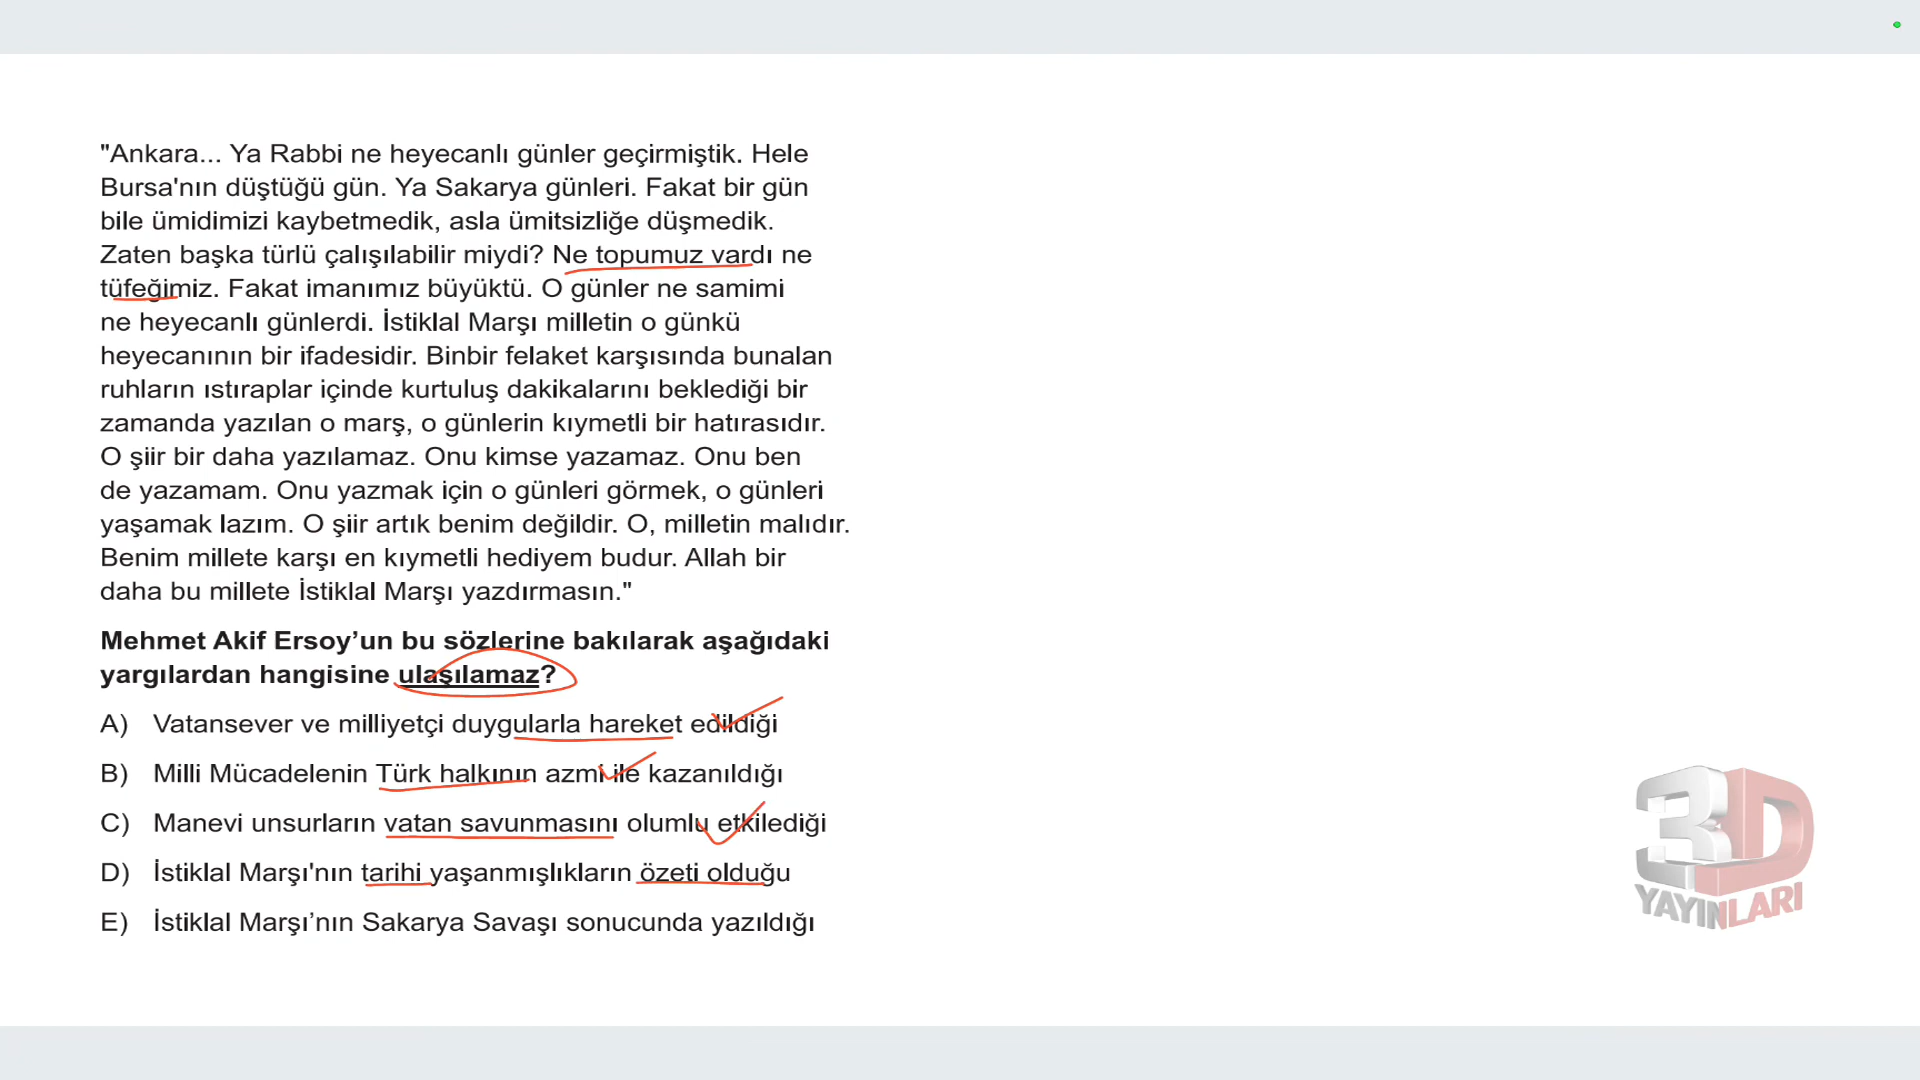 "Ankara... Ya Rabbi ne heyecanlı günler geçirmiştik. Hele
Bursa'nın düştüğü gün. Ya Sakarya günleri. Fakat bir gün
bile ümidimizi kaybetmedik, asla ümitsizliğe düşmedik.
Zaten başka türlü çalışılabilir miydi? Ne topumuz vardı ne
tüfeğimiz. Fakat imanımız büyüktü. O günler ne samimi
ne heyecanlı günlerdi. İstiklal Marşı milletin o günkü
heyecanının bir ifadesidir. Binbir felaket karşısında bunalan
ruhların ıstıraplar içinde kurtuluş dakikalarını beklediği bir
zamanda yazılan o marş, o günlerin kıymetli bir hatırasıdır.
O şiir bir daha yazılamaz. Onu kimse yazamaz. Onu ben
de yazamam. Onu yazmak için o günleri görmek, o günleri
yaşamak lazım. O şiir artık benim değildir. O, milletin malıdır.
Benim millete karşı en kıymetli hediyem budur. Allah bir
daha bu millete İstiklal Marşı yazdırmasın."
Mehmet Akif Ersoy’un bu sözlerine bakılarak aşağıdaki
yargılardan hangisine ulaşılamaz?
A) Vatansever ve milliyetçi duygularla hareket edildiği
B) Milli Mücadelenin Türk halkının azmi ile kazanıldığı
C) Manevi unsurların vatan savunmasını olumlu etkilediği
D) İstiklal Marşı'nın tarihi yaşanmışlıkların özeti olduğu
E) İstiklal Marşı’nın Sakarya Savaşı sonucunda yazıldığı
3D
YAYINLARI